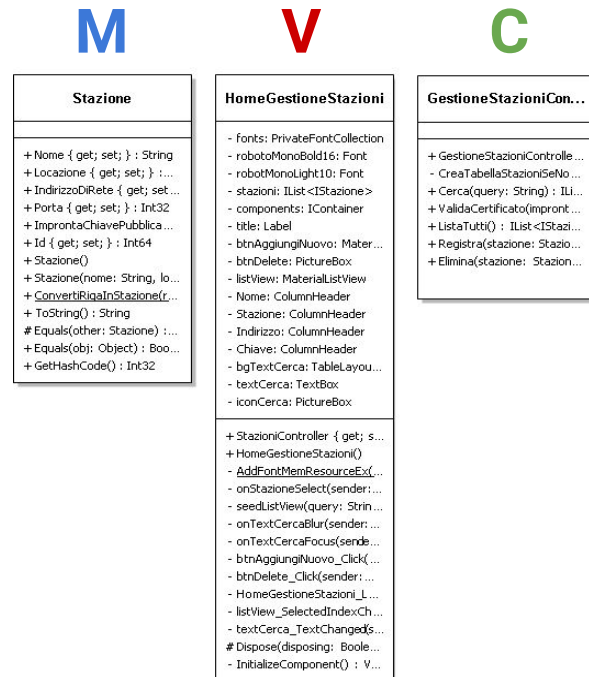 M
V
C
Stazione
+ Nome { get; set; } : String
+ Locazione { get; set; } :...
+ IndirizzoDiRete { get; set ...
+ Porta { get; set; } : Int32
+ ImprontaChiavePubblica...
+ Id { get; set; } : Int64
+ Stazione()
+ Stazione(nome: String, lo...
+ ConvertiRigaInStazione(r...
+ ToString() : String
# Equals(other: Stazione) :...
+ Equals(obj: Object) : Boo...
+ GetHashCode() : Int32
HomeGestioneStazioni
- fonts: PrivateFontCollection
- robotoMonoBold16: Font
- robotMonoLight10: Font
- stazioni: IList<IStazione>
- components: IContainer
- title: Label
- btnAggiungiNuovo: Mater...
- btnDelete: PictureBox
- listView: MaterialListView
- Nome: ColumnHeader
- Stazione: ColumnHeader
- Indirizzo: ColumnHeader
- Chiave: ColumnHeader
- bgTextCerca: TableLayou...
- textCerca: TextBox
- iconCerca: PictureBox
+ StazioniController { get; s...
+ HomeGestioneStazioni()
- AddFontMemResourceEx(...
- onStazioneSelect(sender:...
- seedListView(query: Strin...
- onTextCercaBlur(sender: ...
- onTextCercaFocus(sende...
- btnAggiungiNuovo_Click(...
- btnDelete_Click(sender: ...
- HomeGestioneStazioni_L...
- listView_SelectedIndexCh...
- textCerca_TextChanged(s...
# Dispose(disposing: Boole...
- InitializeComponent() : V...
GestioneStazioniCon...
+ GestioneStazioniControlle...
- CreaTabellaStazioniSeNo...
+ Cerca(query: String) : ILi...
+ ValidaCertificato(impront...
+ ListaTutti() : IList<IStazi...
+ Registra(stazione: Stazio...
+ Elimina(stazione: Stazion...